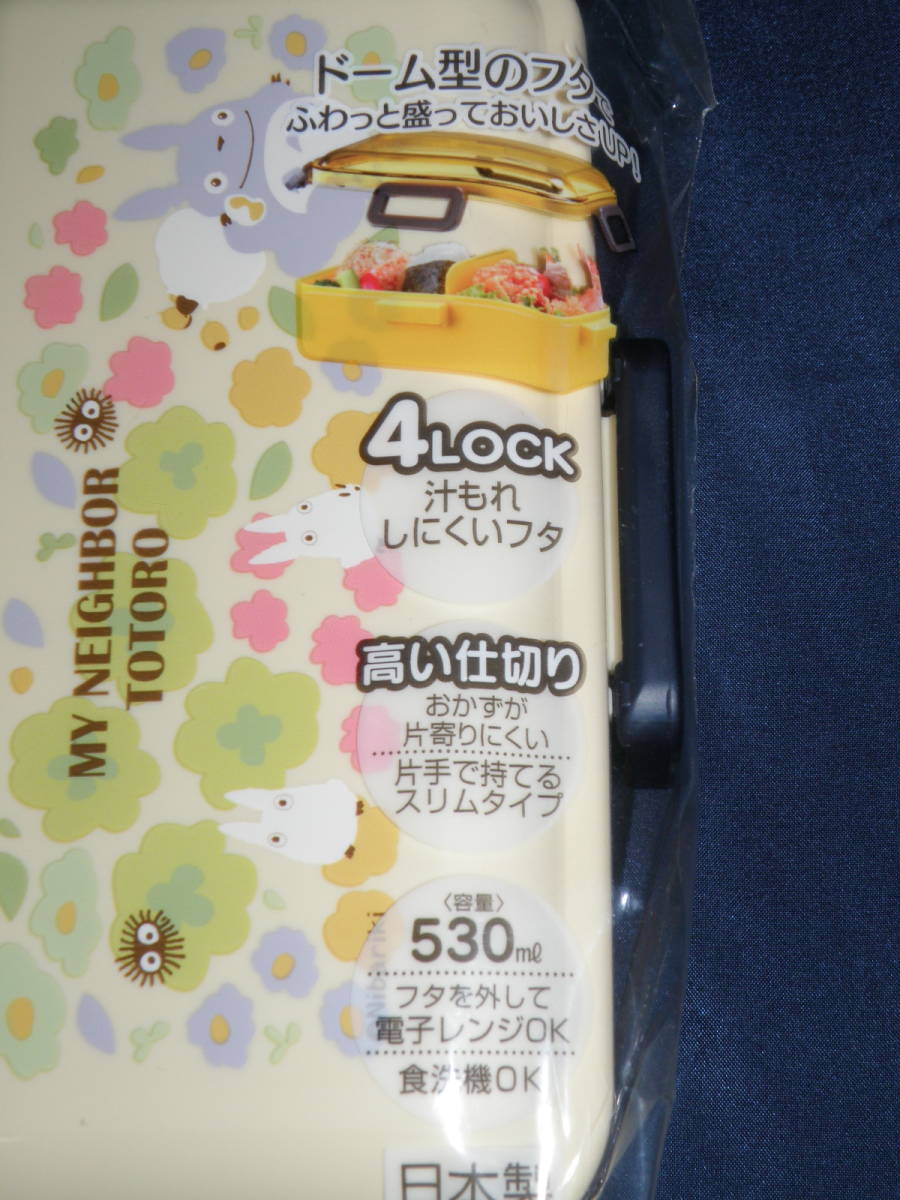 ドーム型のフタで
ふわっと盛っておいしさUP!
4LOCK
汁もれ
しにくいフタ
MY NEIGHBOR
TOTORO
高い仕切り
おかずが
片寄りにくい
片手で持てる
スリムタイプ
〈容量〉
530ml
フタを外して
電子レンジOK
食洗機OK
Nibariki
日本製